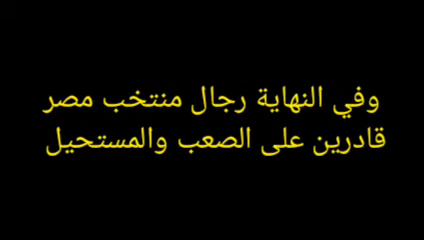 وفي النهاية رجال منتخب مصر
قادرين على الصعب والمستحيل